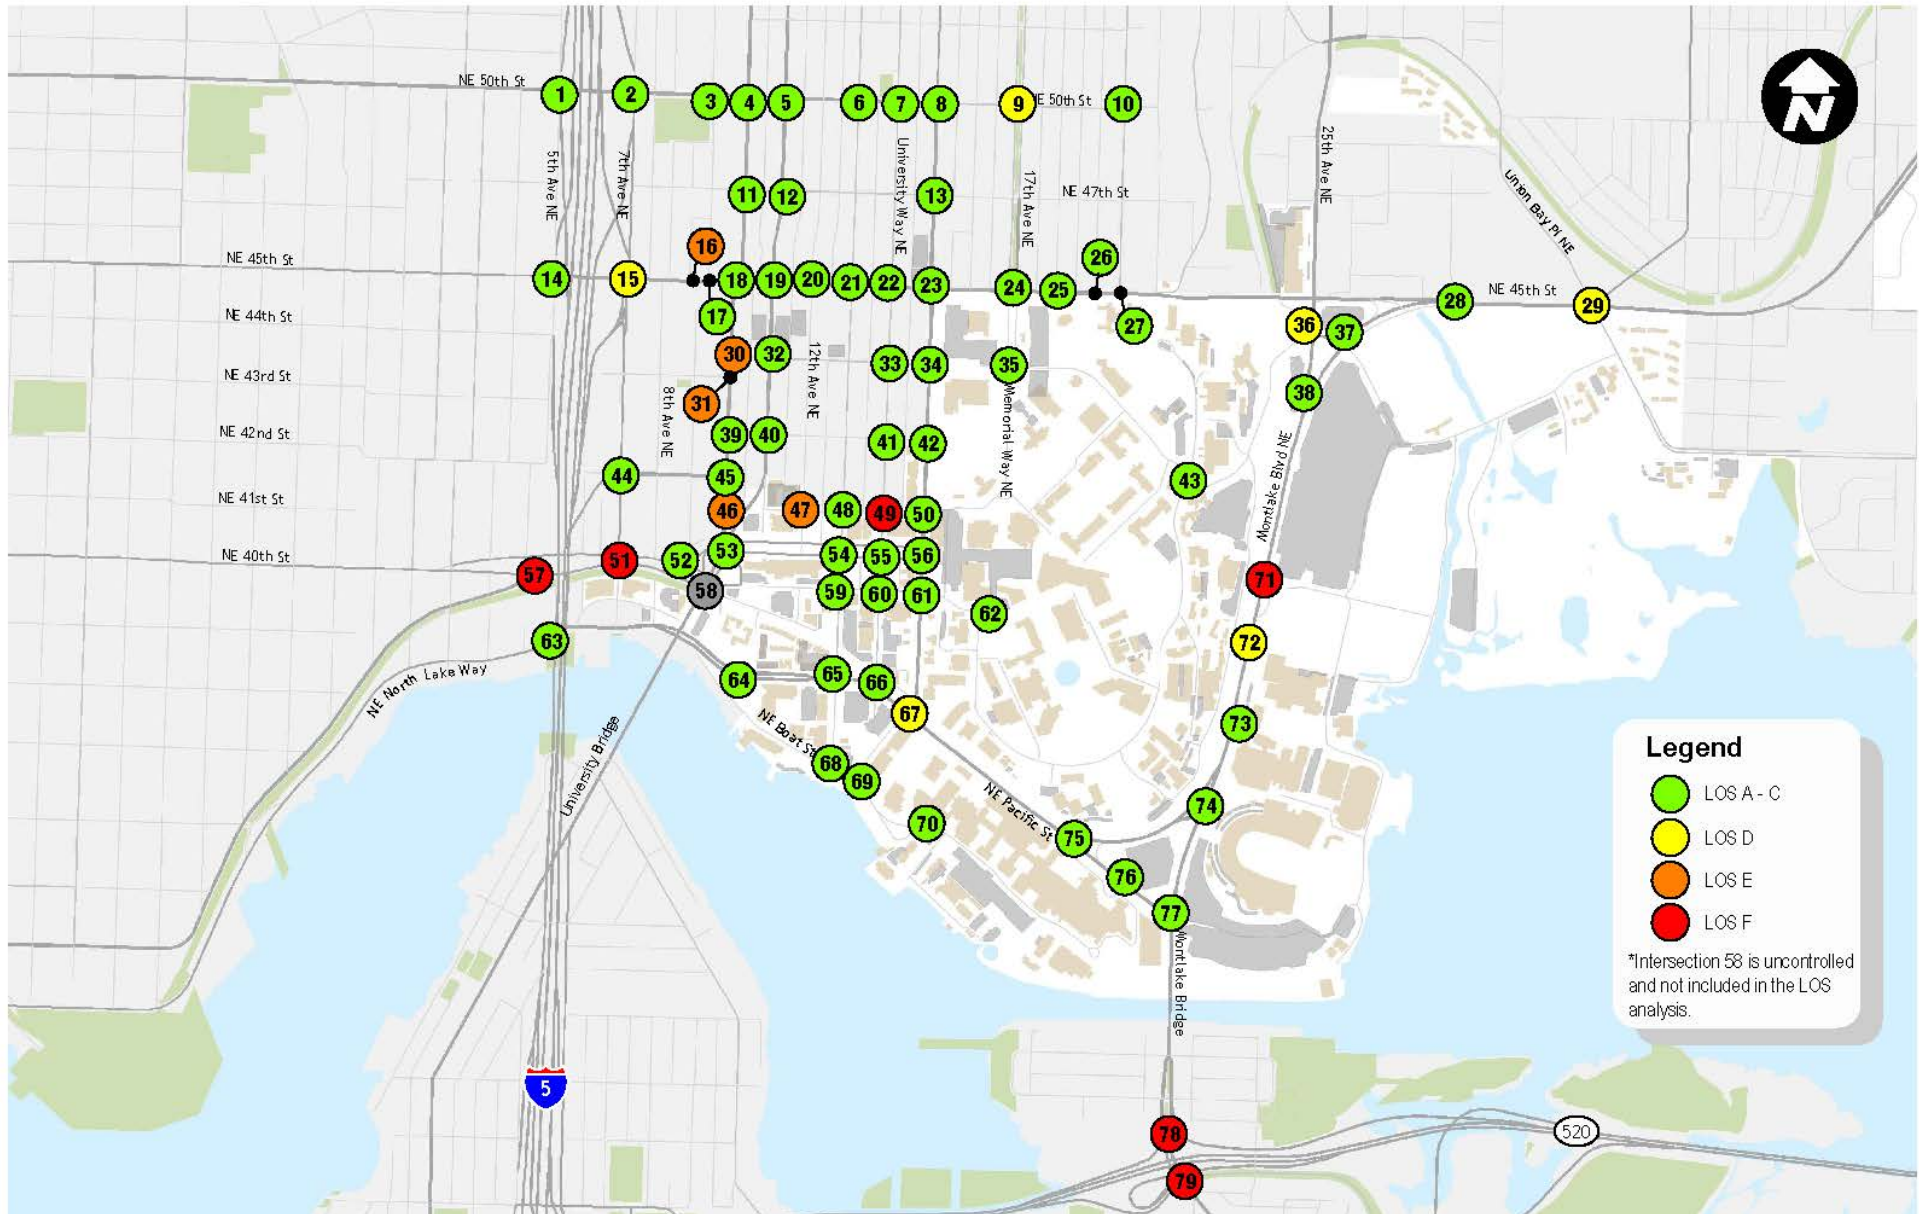 NE 50th St
1
2
3
4
5
6
7
8
9
E 50th St
10
N
5th Ave NE
7th Ave NE
University Way NE
17th Ave NE
NE 47th St
25th Ave NE
Union Bay Pl NE
11
12
13
NE 45th St
14
15
16
17
18
19
20
21
22
23
24
25
26
27
28
NE 45th St
29
NE 44th St
30
31
32
12th Ave NE
33
34
35
36
37
38
NE 43rd St
8th Ave NE
Memorial Way NE
NE 42nd St
39
40
41
42
43
Montlake Blvd NE
44
45
NE 41st St
46
47
48
49
50
NE 40th St
51
52
53
54
55
56
57
58
59
60
61
62
63
NE North Lake Way
64
65
66
67
University Bridge
NE Boat St
68
69
70
NE Pacific St
71
72
73
74
75
76
77
Montlake Bridge
78
79
5
520
Legend
LOS A - C
LOS D
LOS E
LOS F
*Intersection 58 is uncontrolled
and not included in the LOS
analysis.